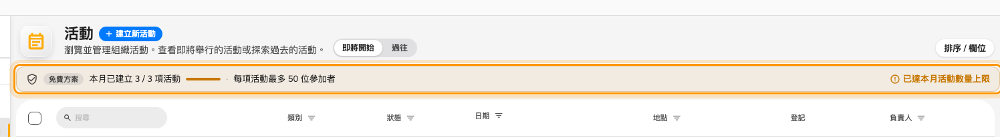 活動
+ 建立新活動
瀏覽並管理組織活動。查看即將舉行的活動或探索過去的活動。
即將開始
過往
排序 / 欄位
免費方案 本月已建立 3 / 3 項活動 · 每項活動最多 50 位參加者
已達本月活動數量上限
搜尋
類別
狀態
日期
地點
登記
負責人